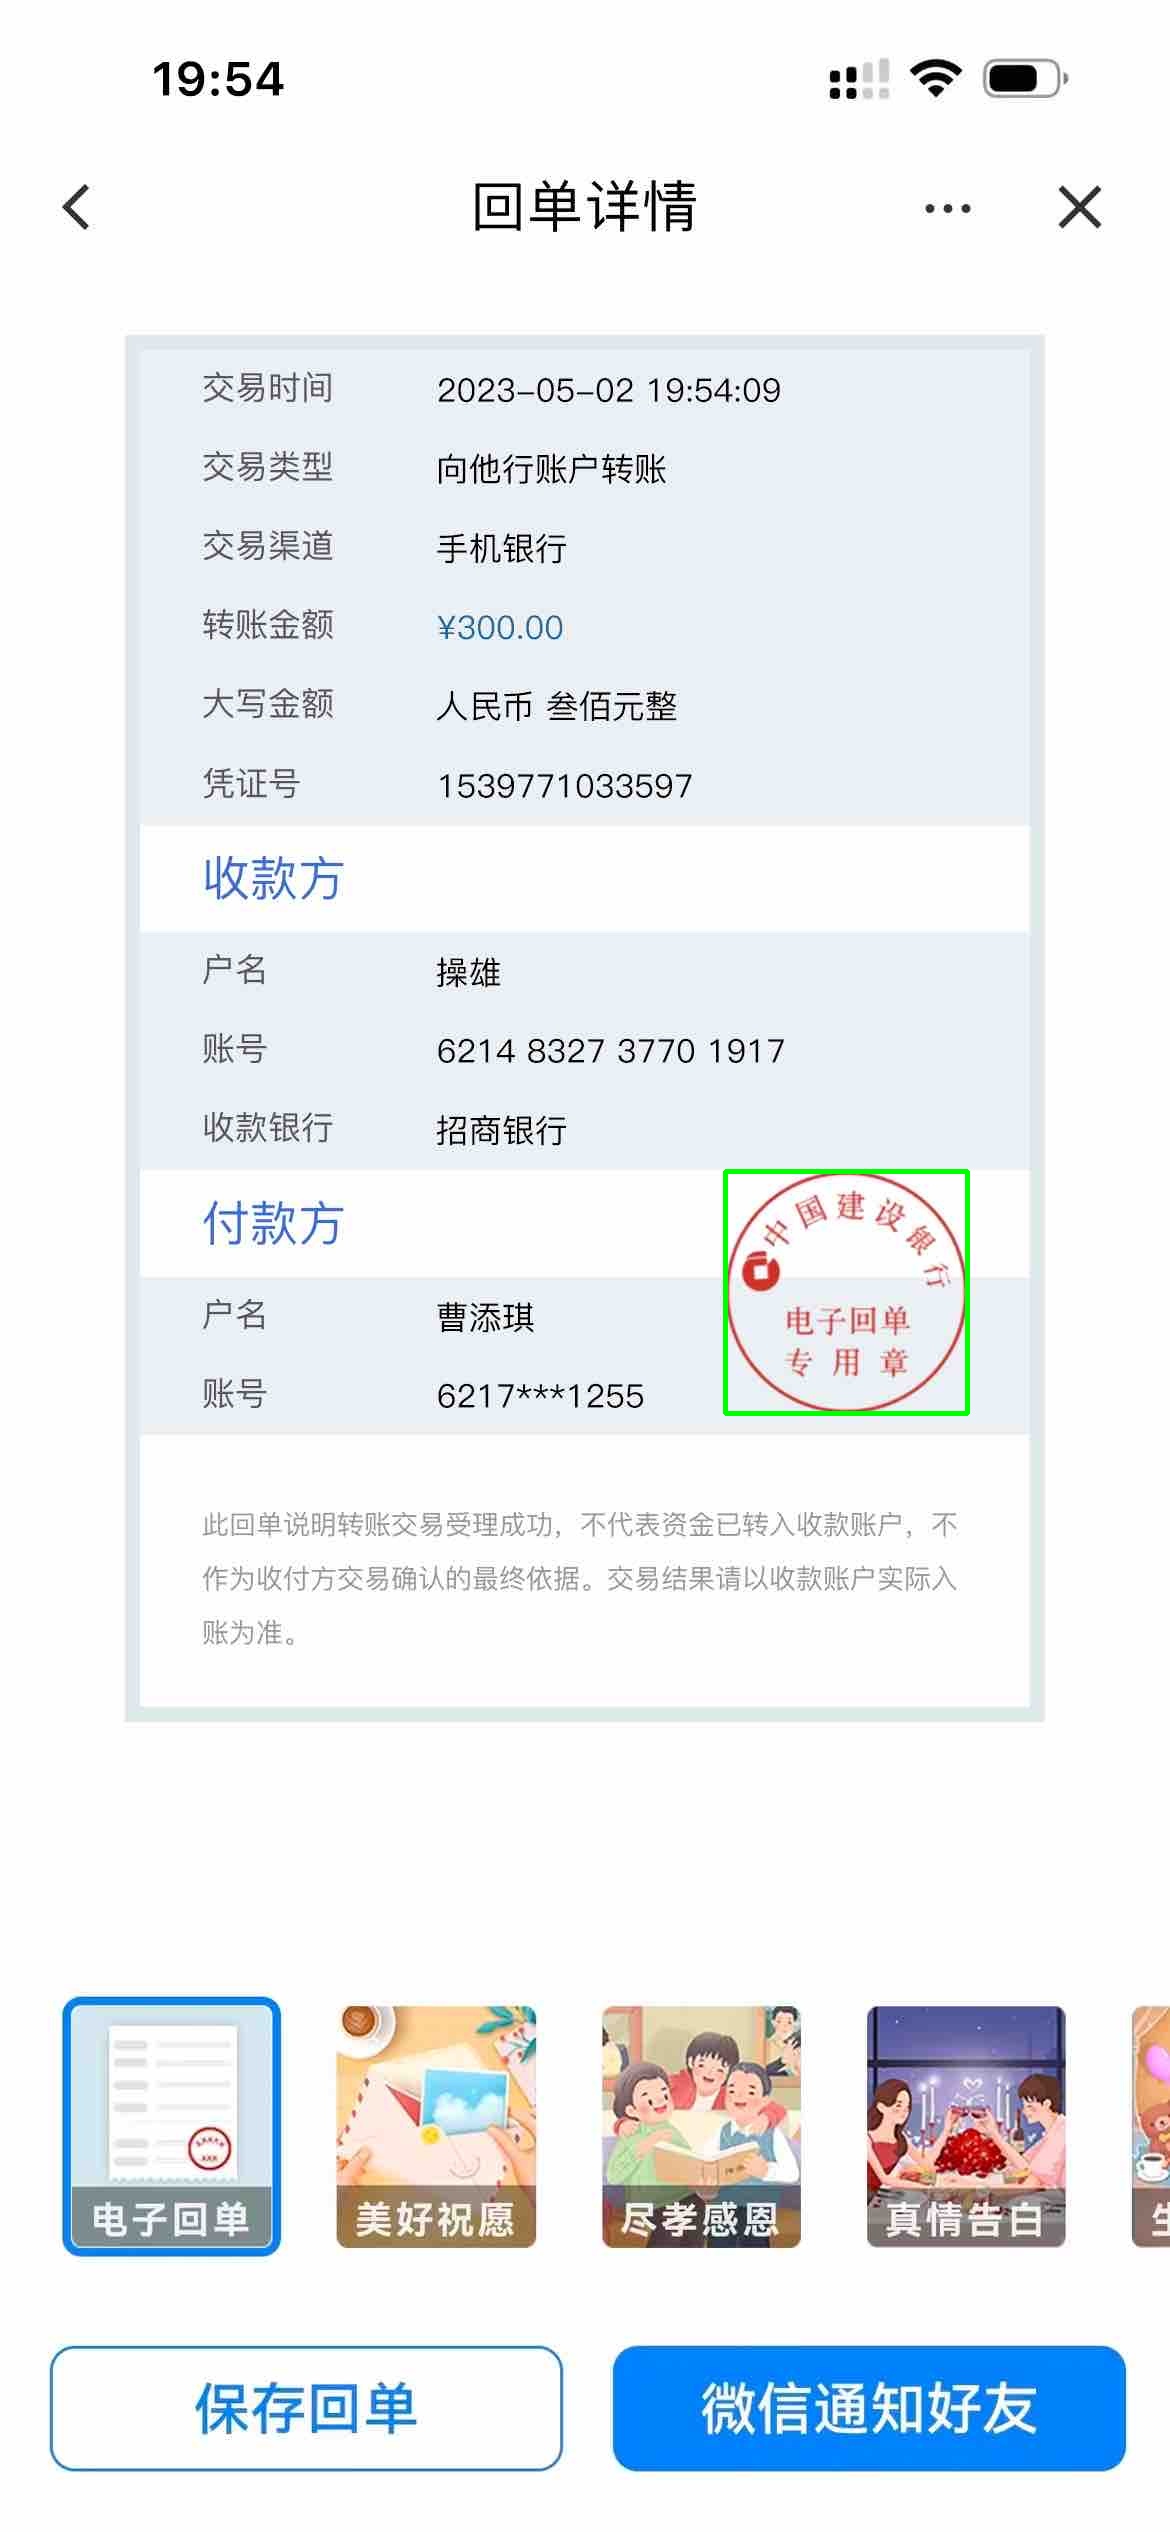 19:54
回单详情
交易时间 2023-05-02 19:54:09
交易类型 向他行账户转账
交易渠道 手机银行
转账金额 ¥300.00
大写金额 人民币 叁佰元整
凭证号 1539771033597
收款方
户名 操雄
账号 6214 8327 3770 1917
收款银行 招商银行
付款方
中国建设银行
电子回单
专用章
户名 曹添琪
账号 6217***1255
此回单说明转账交易受理成功，不代表资金已转入收款账户，不
作为收付方交易确认的最终依据。交易结果请以收款账户实际入
账为准。
电子回单 美好祝愿 尽孝感恩 真情告白
保存回单 微信通知好友